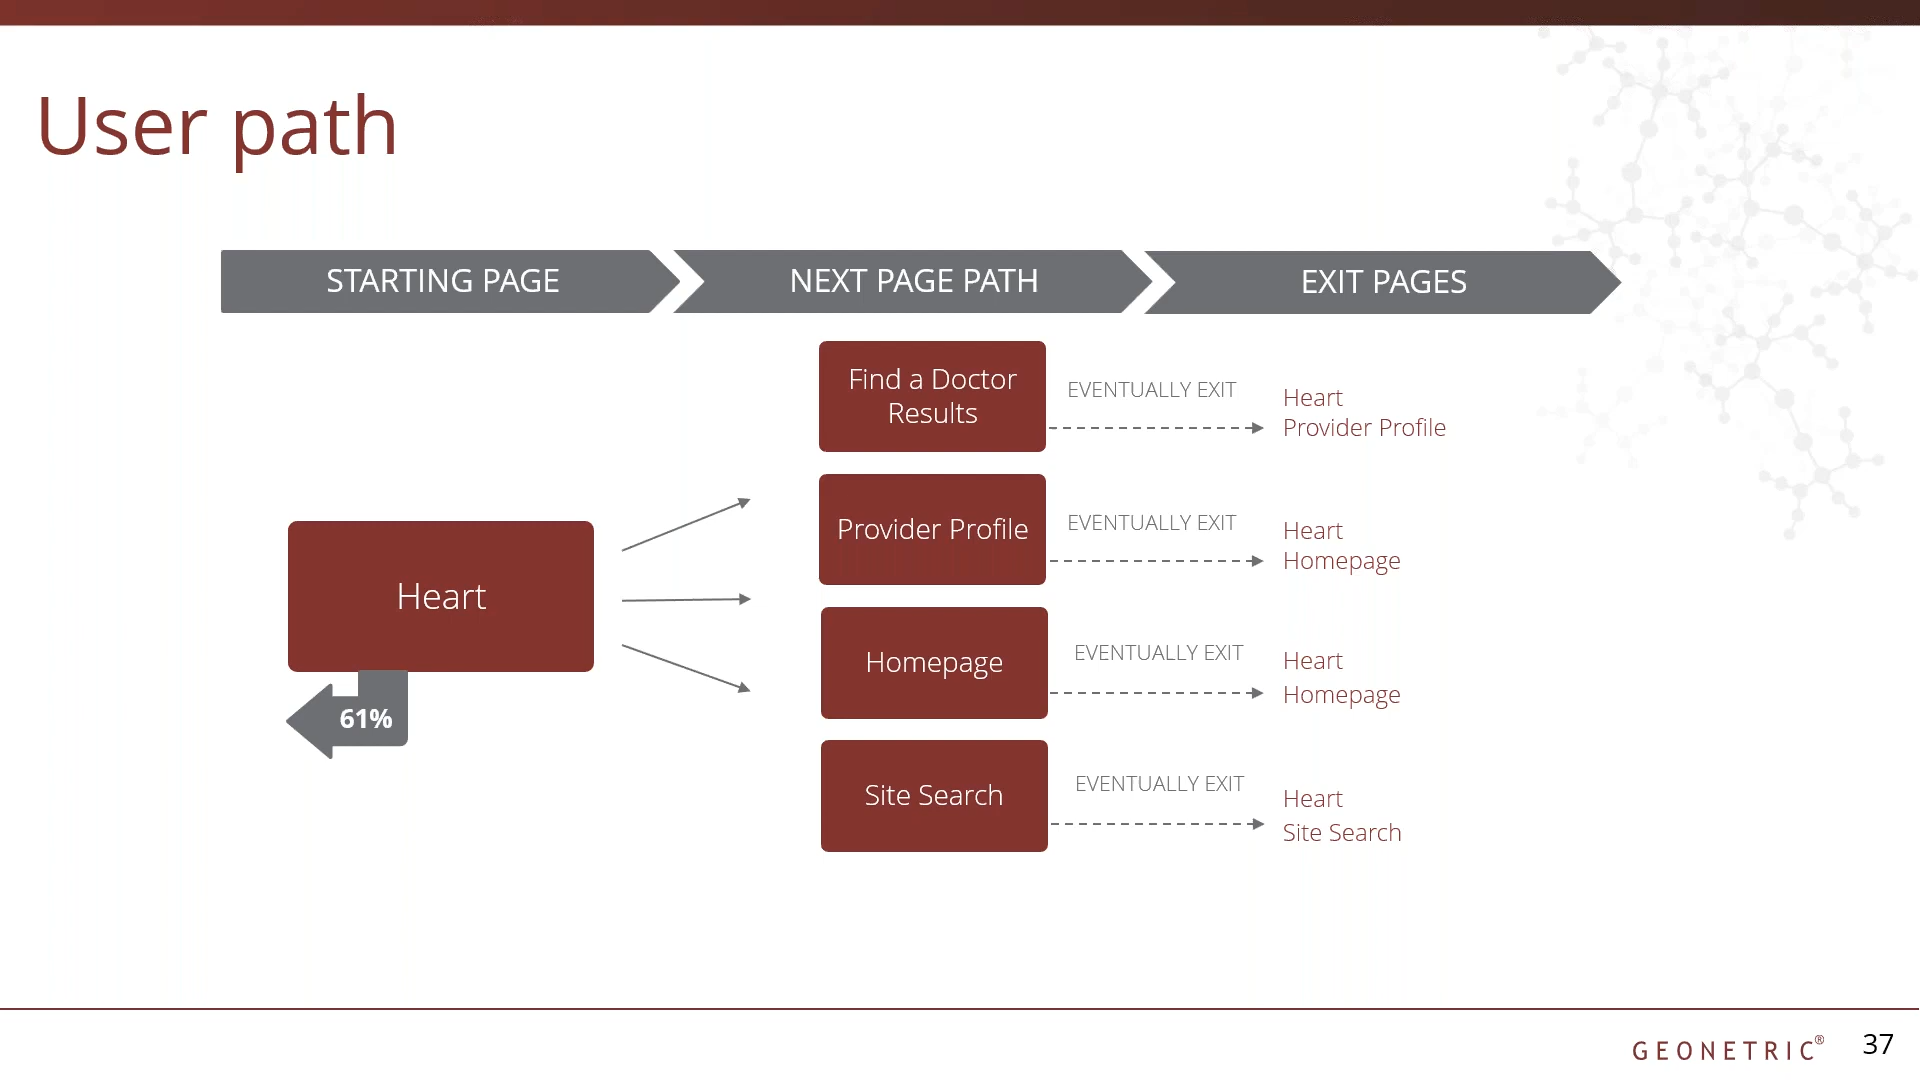 User path
STARTING PAGE
NEXT PAGE PATH
EXIT PAGES
Heart
61%
Find a Doctor
Results
EVENTUALLY EXIT
Heart
Provider Profile
Provider Profile
EVENTUALLY EXIT
Heart
Homepage
Homepage
EVENTUALLY EXIT
Heart
Homepage
Site Search
EVENTUALLY EXIT
Heart
Site Search
GEONETRIC®
37